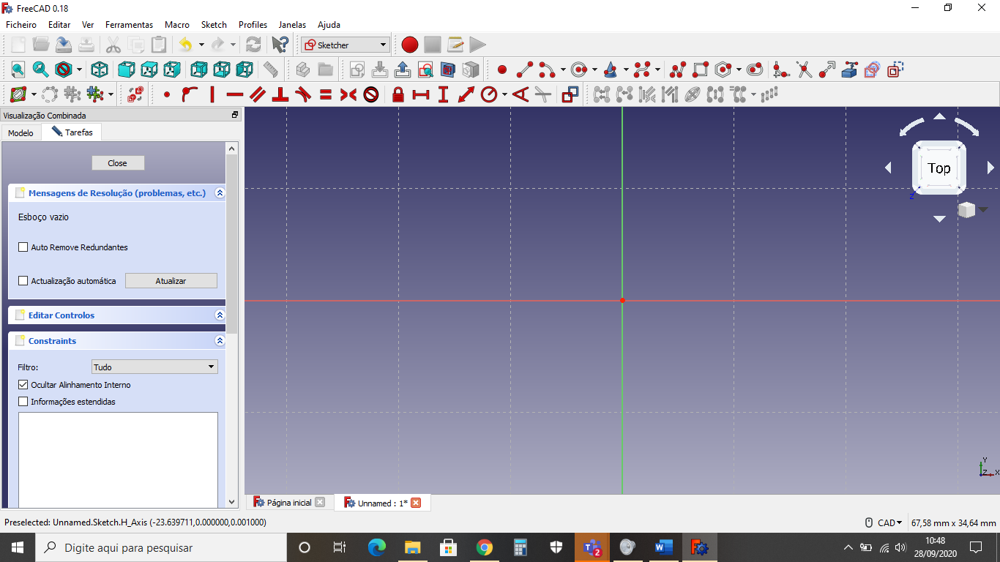 FreeCAD 0.18
Ficheiro Editar Ver Ferramentas Macro Sketch Profiles Janelas Ajuda
Sketcher
Visualização Combinada
Modelo Tarefas
Close
Mensagens de Resolução (problemas, etc.)
Esboço vazio
Auto Remove Redundantes
Actualização automática Atualizar
Editar Controlos
Constraints
Filtro: Tudo
Ocultar Alinhamento Interno
Informações estendidas
Top
Z
Y
Z X
Página inicial Unnamed : 1*
Preselected: Unnamed.Sketch.H_Axis (-23.639711,0.000000,0.001000) CAD 67,58 mm x 34,64 mm
Digite aqui para pesquisar 2 10:48
28/09/2020